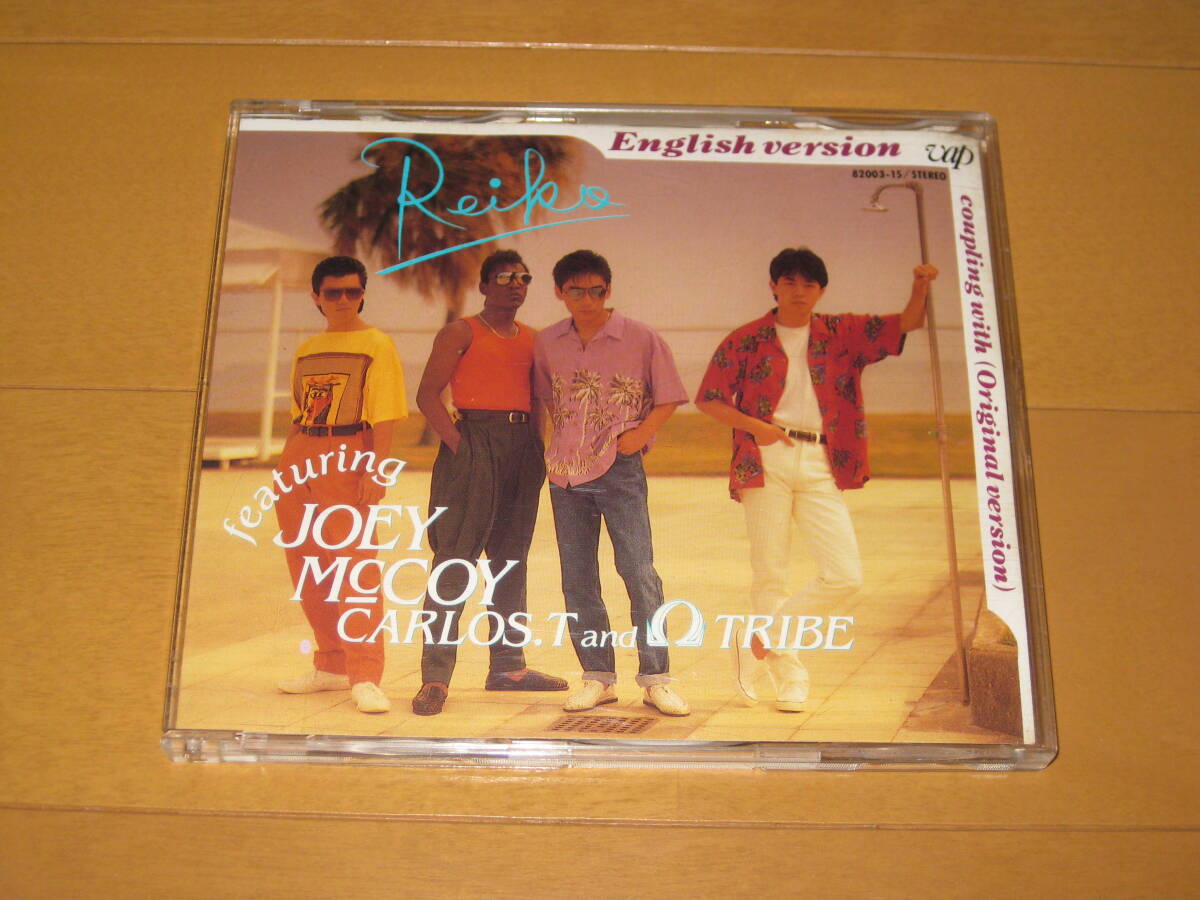 Reiko
English version
vap
82003-15/STEREO
coupling with (Original version)
featuring
JOEY
McCOY
CARLOS.T and Ω TRIBE